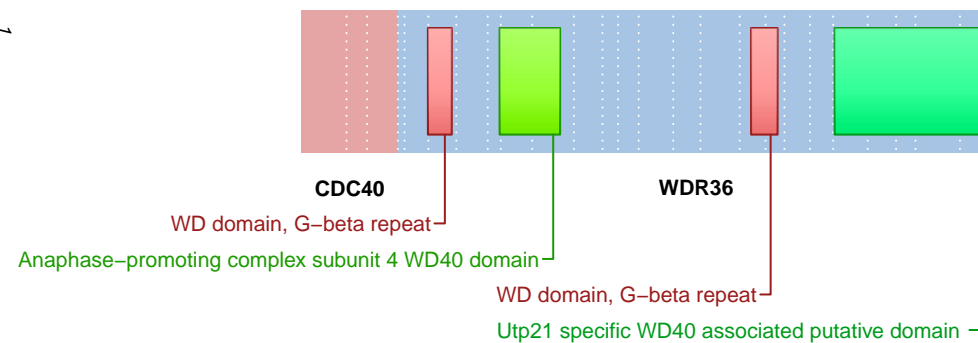 CDC40 WDR36
WD domain, G−beta repeat
Anaphase−promoting complex subunit 4 WD40 domain
WD domain, G−beta repeat
Utp21 specific WD40 associated putative domain